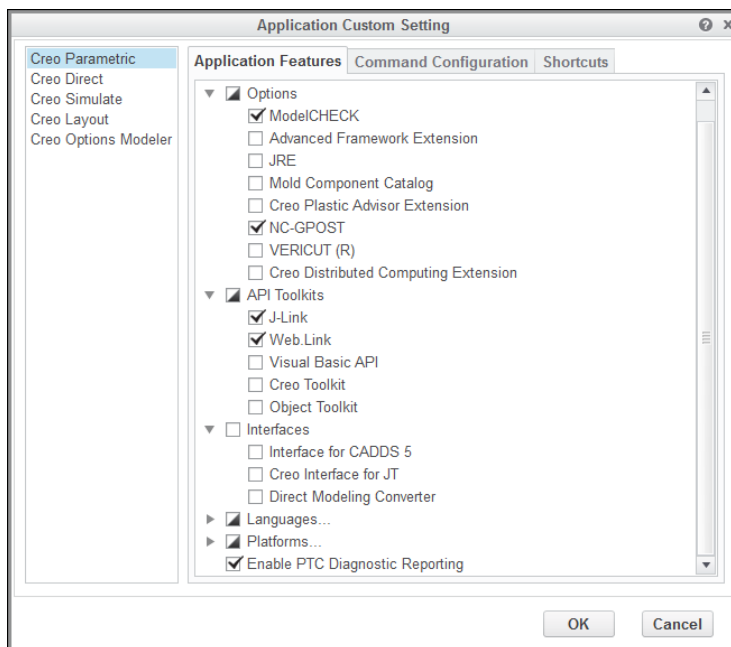 Application Custom Setting
Creo Parametric
Creo Direct
Creo Simulate
Creo Layout
Creo Options Modeler
Application Features
Command Configuration
Shortcuts
Options
ModelCHECK
Advanced Framework Extension
JRE
Mold Component Catalog
Creo Plastic Advisor Extension
NC-GPOST
VERICUT (R)
Creo Distributed Computing Extension
API Toolkits
J-Link
Web.Link
Visual Basic API
Creo Toolkit
Object Toolkit
Interfaces
Interface for CADDS 5
Creo Interface for JT
Direct Modeling Converter
Languages...
Platforms...
Enable PTC Diagnostic Reporting
OK
Cancel